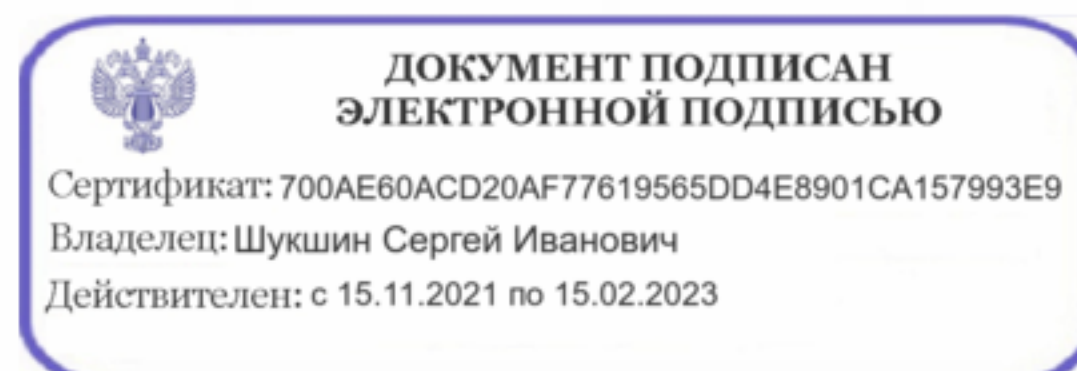 ДОКУМЕНТ ПОДПИСАН
ЭЛЕКТРОННОЙ ПОДПИСЬЮ
Сертификат: 700AE60ACD20AF77619565DD4E8901CA157993E9
Владелец: Шукшин Сергей Иванович
Действителен: с 15.11.2021 по 15.02.2023